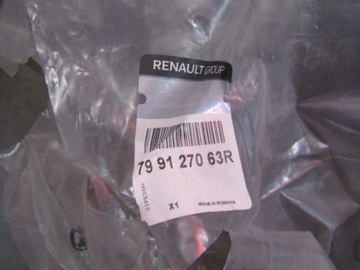 RENAULT GROUP
79 91 270 63R
X1
MADE IN ROMANIA